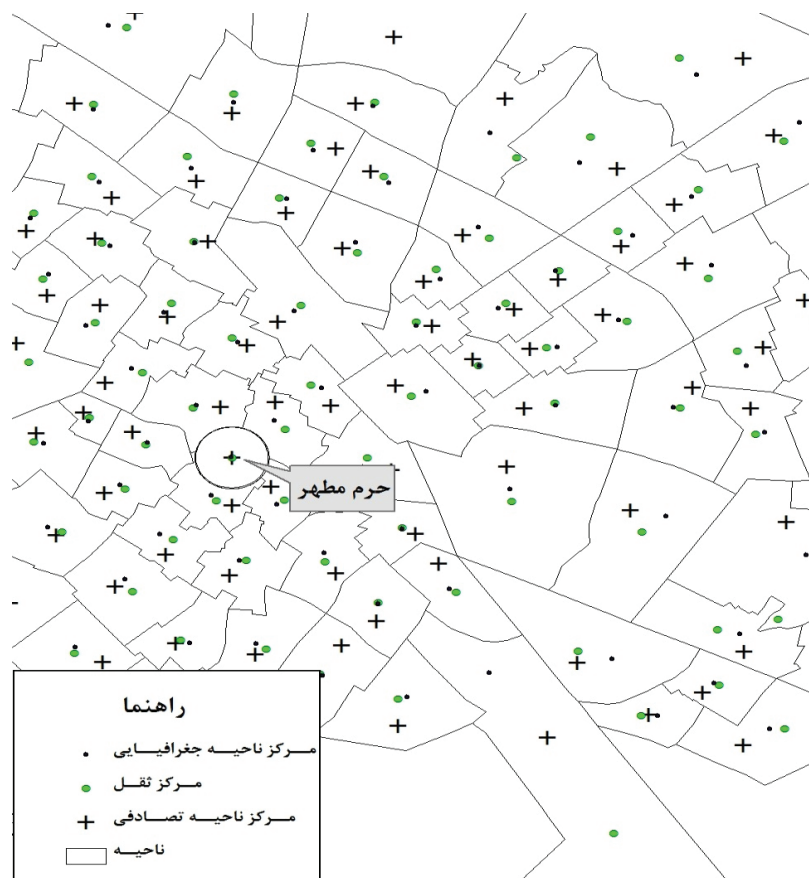 حرم مطهر
راهنما
مرکز ناحیه جغرافیایی
مرکز ثقل
مرکز ناحیه تصادفی
ناحیه